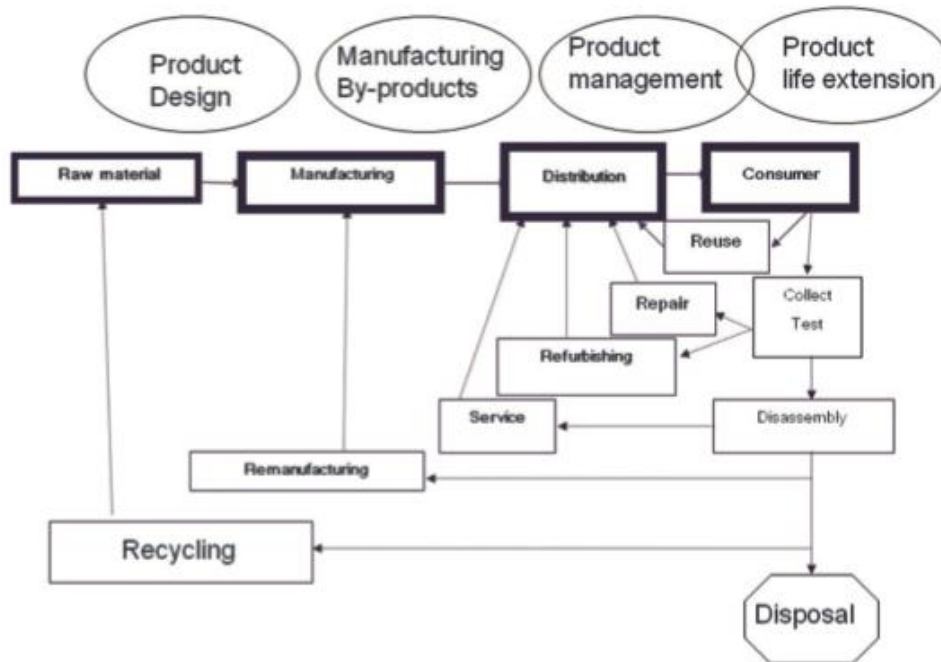 Product
Design
Manufacturing
By-products
Product
management
Product
life extension
Raw material
Manufacturing
Distribution
Consumer
Reuse
Collect
Test
Repair
Refurbishing
Service
Disassembly
Remanufacturing
Recycling
Disposal